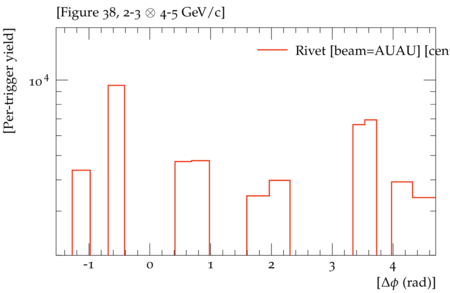 [Figure 38, 2-3 ⊗ 4-5 GeV/c]
[Per-trigger yield]
Rivet [beam=AUAU] [cen
10⁴
-1 0 1 2 3 4
[Δϕ (rad)]